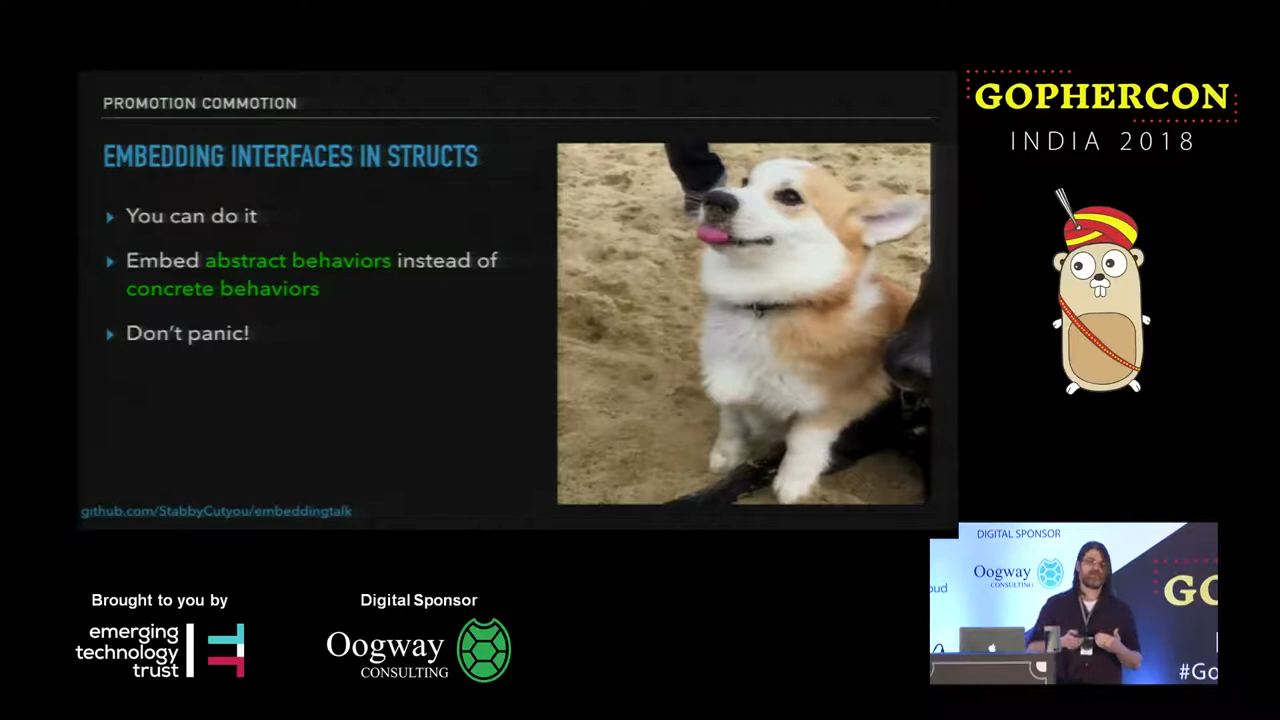 PROMOTION COMMOTION
EMBEDDING INTERFACES IN STRUCTS
You can do it
Embed abstract behaviors instead of
concrete behaviors
Don't panic!
github.com/StabbyCutyou/embeddingtalk
GOPHERCON
INDIA 2018
Brought to you by
emerging
technology
trust
Digital Sponsor
Oogway
CONSULTING
DIGITAL SPONSOR
Oogway
CONSULTING
oud
GO
#Go